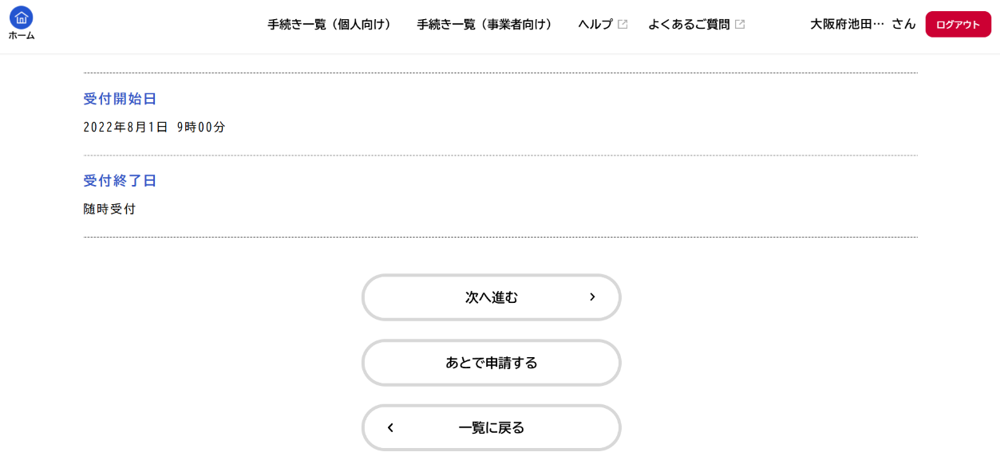 ホーム
手続き一覧（個人向け）
手続き一覧（事業者向け）
ヘルプ
よくあるご質問
大阪府池田… さん
ログアウト
受付開始日
2022年8月1日 9時00分
受付終了日
随時受付
次へ進む
あとで申請する
一覧に戻る